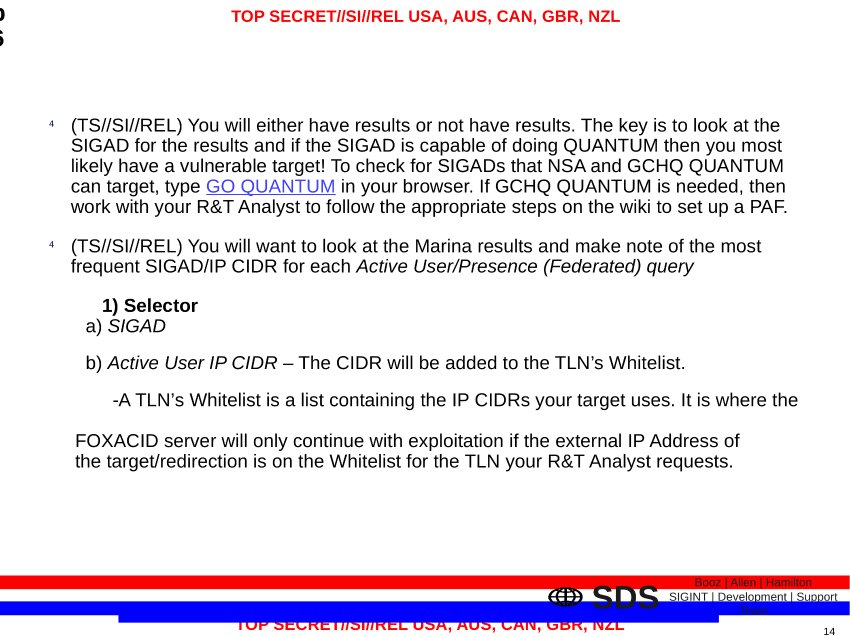 TOP SECRET//SI//REL USA, AUS, CAN, GBR, NZL
4 (TS//SI//REL) You will either have results or not have results. The key is to look at the
SIGAD for the results and if the SIGAD is capable of doing QUANTUM then you most
likely have a vulnerable target! To check for SIGADs that NSA and GCHQ QUANTUM
can target, type GO QUANTUM in your browser. If GCHQ QUANTUM is needed, then
work with your R&T Analyst to follow the appropriate steps on the wiki to set up a PAF.
4 (TS//SI//REL) You will want to look at the Marina results and make note of the most
frequent SIGAD/IP CIDR for each Active User/Presence (Federated) query
1) Selector
a) SIGAD
b) Active User IP CIDR – The CIDR will be added to the TLN’s Whitelist.
-A TLN’s Whitelist is a list containing the IP CIDRs your target uses. It is where the
FOXACID server will only continue with exploitation if the external IP Address of
the target/redirection is on the Whitelist for the TLN your R&T Analyst requests.
SDS
Booz | Allen | Hamilton
SIGINT | Development | Support
TOP SECRET//SI//REL USA, AUS, CAN, GBR, NZL
14